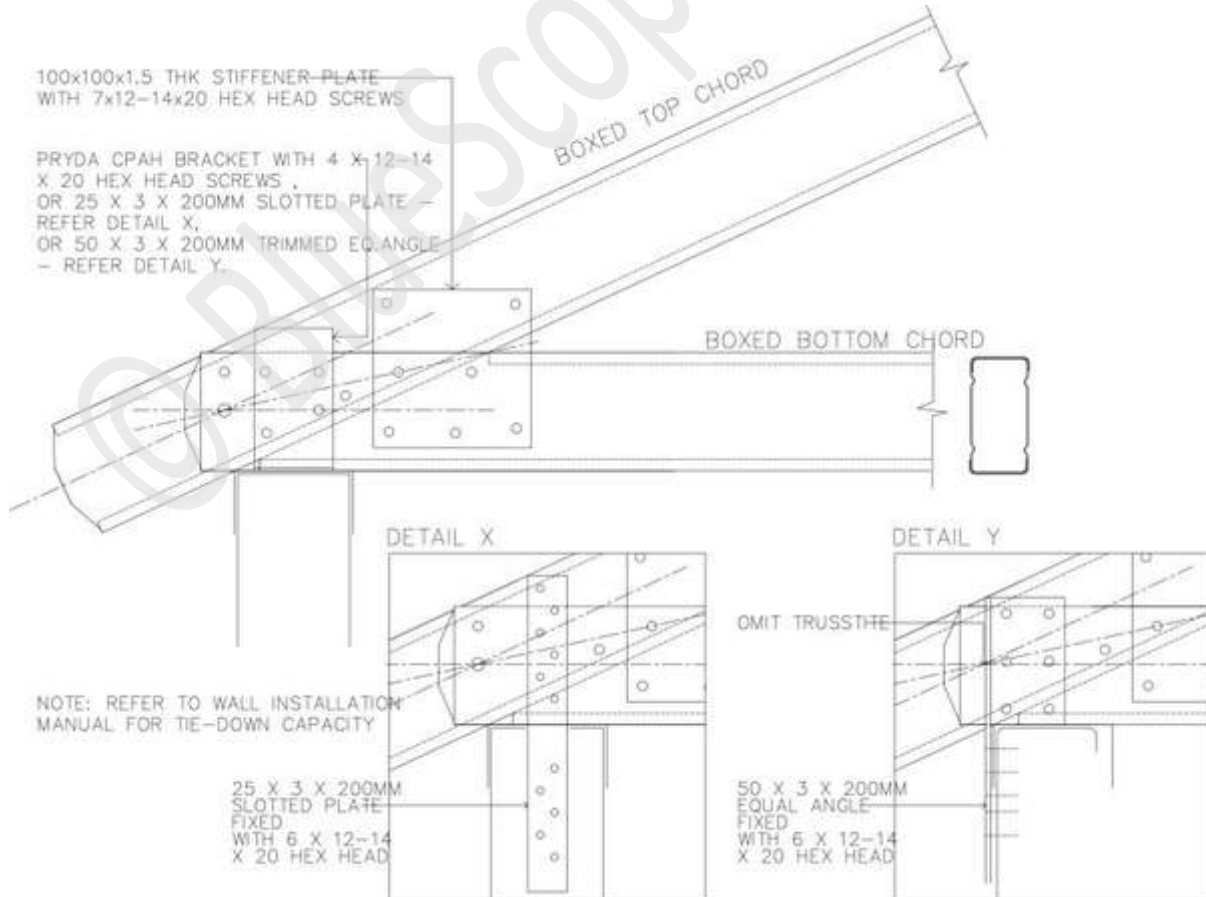 100x100x1.5 THK STIFFENER PLATE
WITH 7x12-14x20 HEX HEAD SCREWS
PRYDA CPAH BRACKET WITH 4 X 12-14
X 20 HEX HEAD SCREWS ,
OR 25 X 3 X 200MM SLOTTED PLATE -
REFER DETAIL X,
OR 50 X 3 X 200MM TRIMMED EQ.ANGLE
- REFER DETAIL Y.
BOXED TOP CHORD
BOXED BOTTOM CHORD
© BlueScop
DETAIL X
DETAIL Y
OMIT TRUSSTITE
NOTE: REFER TO WALL INSTALLATION
MANUAL FOR TIE-DOWN CAPACITY
25 X 3 X 200MM
SLOTTED PLATE
FIXED
WITH 6 X 12-14
X 20 HEX HEAD
50 X 3 X 200MM
EQUAL ANGLE
FIXED
WITH 6 X 12-14
X 20 HEX HEAD